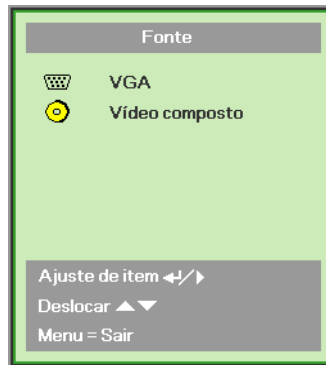 Fonte
VGA
Vídeo composto
Ajuste de item
Deslocar
Menu = Sair